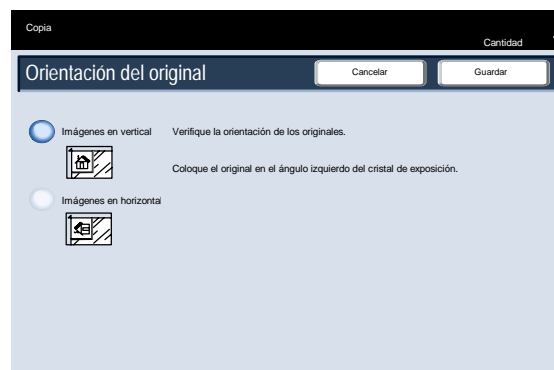 Copia
Cantidad
Orientación del original
Cancelar
Guardar
Imágenes en vertical
Verifique la orientación de los originales.
Coloque el original en el ángulo izquierdo del cristal de exposición.
Imágenes en horizontal